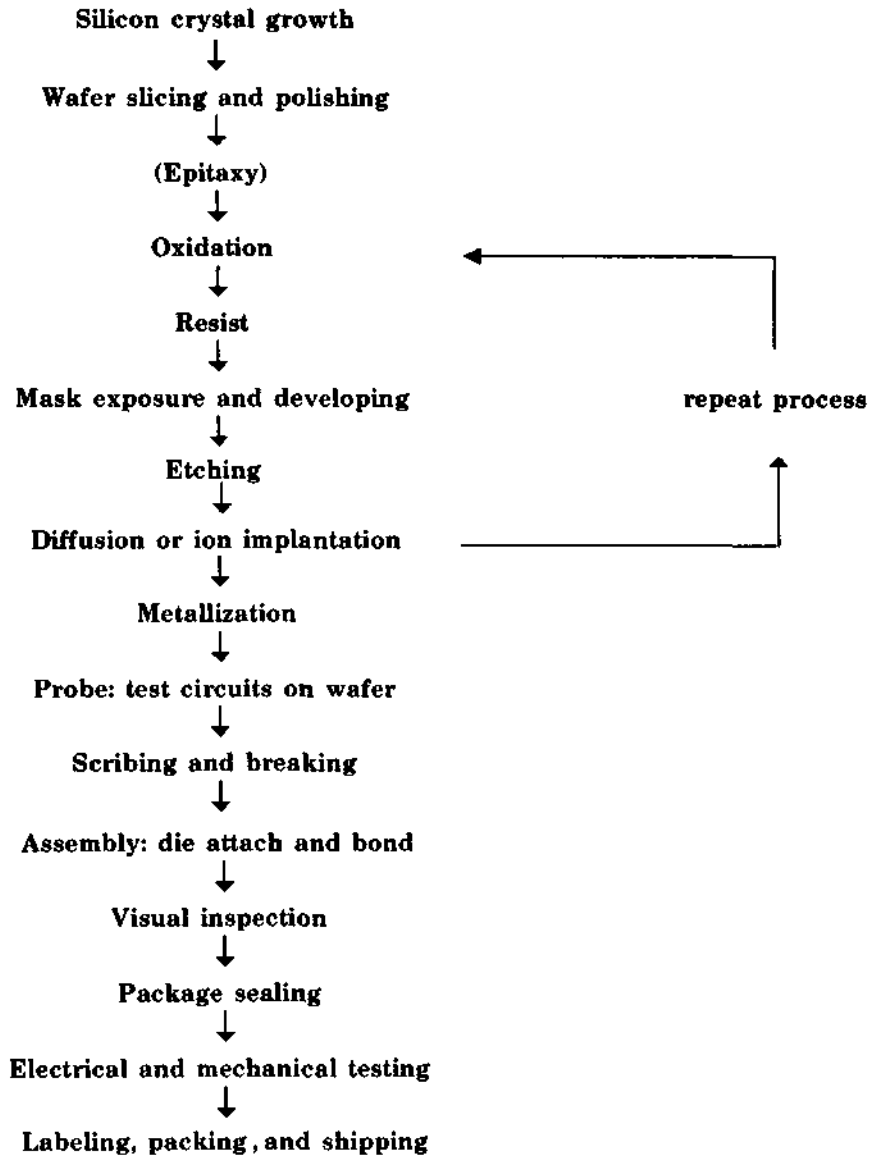 Silicon crystal growth
Wafer slicing and polishing
(Epitaxy)
Oxidation
Resist
Mask exposure and developing
repeat process
Etching
Diffusion or ion implantation
Metallization
Probe: test circuits on wafer
Scribing and breaking
Assembly: die attach and bond
Visual inspection
Package sealing
Electrical and mechanical testing
Labeling, packing, and shipping